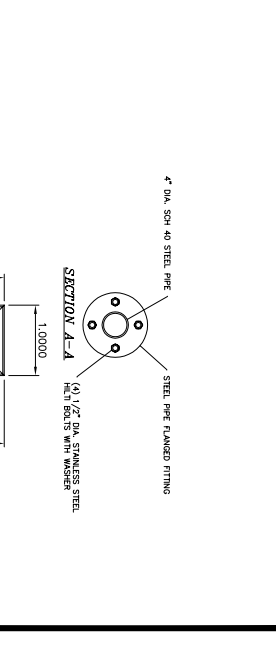 4" DIA. SCH 40 STEEL PIPE
STEEL PIPE FLANGED FITTING
SECTION A-A
(4) 1/2" DIA. STAINLESS STEEL
HILTI BOLTS WITH WASHER
1.0000